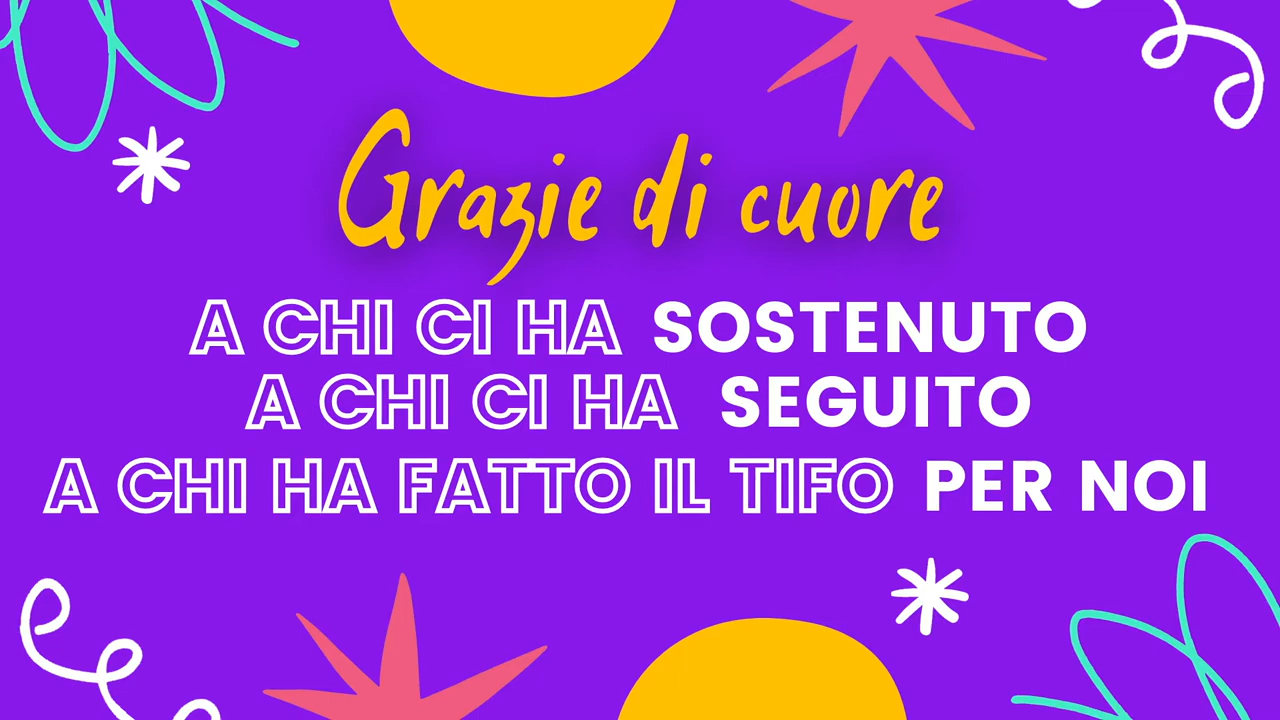 Grazie di cuore
A CHI CI HA SOSTENUTO
A CHI CI HA SEGUITO
A CHI HA FATTO IL TIFO PER NOI